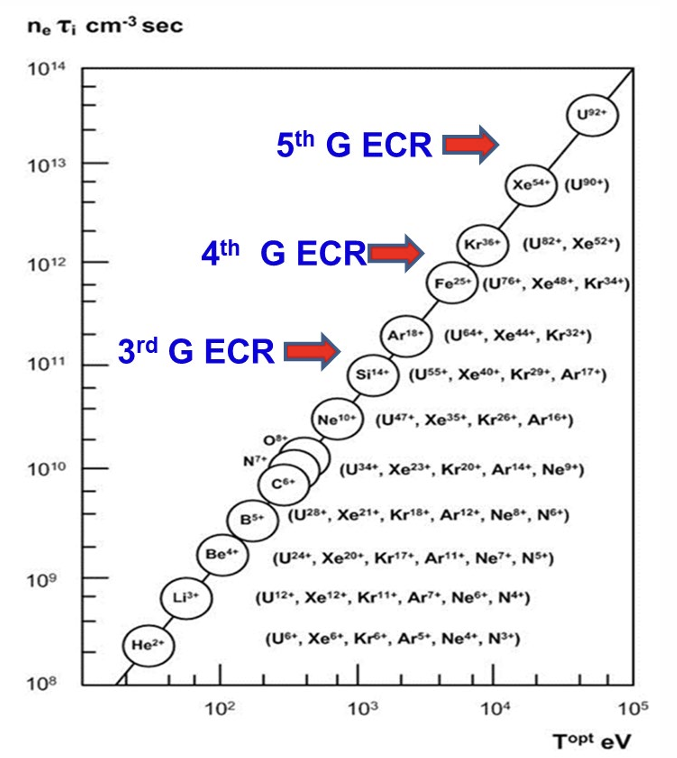 nₑ τᵢ cm⁻³ sec
10¹⁴
U⁹²⁺
5ᵗʰ G ECR
10¹³
Xe⁵⁴⁺ (U⁹⁰⁺)
Kr³⁶⁺ (U⁸²⁺, Xe⁵²⁺)
4ᵗʰ G ECR
10¹²
Fe²⁵⁺ (U⁷⁶⁺, Xe⁴⁸⁺, Kr³⁴⁺)
Ar¹⁸⁺ (U⁶⁴⁺, Xe⁴⁴⁺, Kr³²⁺)
3ʳᵈ G ECR
10¹¹
Si¹⁴⁺ (U⁵⁵⁺, Xe⁴⁰⁺, Kr²⁹⁺, Ar¹⁷⁺)
Ne¹⁰⁺ (U⁴⁷⁺, Xe³⁵⁺, Kr²⁶⁺, Ar¹⁶⁺)
O⁸⁺
N⁷⁺
10¹⁰ (U³⁴⁺, Xe²³⁺, Kr²⁰⁺, Ar¹⁴⁺, Ne⁹⁺)
C⁶⁺
B⁵⁺ (U²⁸⁺, Xe²¹⁺, Kr¹⁸⁺, Ar¹²⁺, Ne⁸⁺, N⁶⁺)
Be⁴⁺ (U²⁴⁺, Xe²⁰⁺, Kr¹⁷⁺, Ar¹¹⁺, Ne⁷⁺, N⁵⁺)
10⁹
Li³⁺ (U¹²⁺, Xe¹²⁺, Kr¹¹⁺, Ar⁷⁺, Ne⁶⁺, N⁴⁺)
He²⁺ (U⁶⁺, Xe⁶⁺, Kr⁶⁺, Ar⁵⁺, Ne⁴⁺, N³⁺)
10⁸
10² 10³ 10⁴ 10⁵
Tᵒᵖᵗ eV